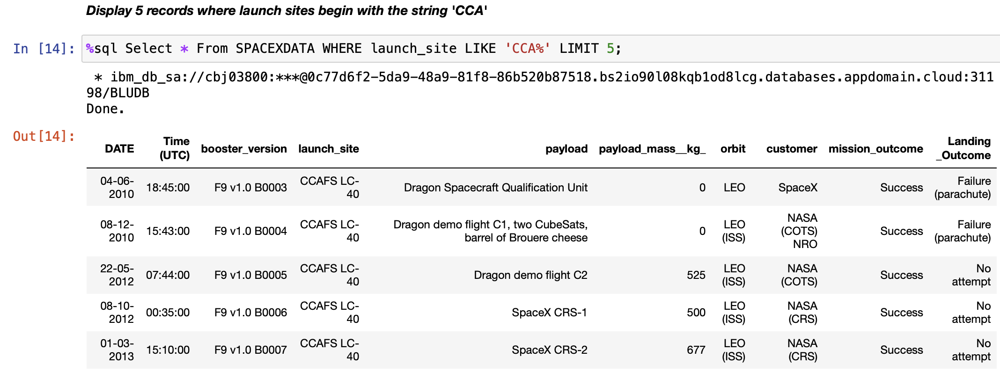 Display 5 records where launch sites begin with the string 'CCA'
In [14]: %sql Select * From SPACEXDATA WHERE launch_site LIKE 'CCA%' LIMIT 5;
* ibm_db_sa://cbj03800:***@0c77d6f2-5da9-48a9-81f8-86b520b87518.bs2io90l08kqb1od8lcg.databases.appdomain.cloud:311
98/BLUDB
Done.
Out[14]:
DATE Time (UTC) booster_version launch_site payload payload_mass__kg_ orbit customer mission_outcome Landing _Outcome
04-06-2010 18:45:00 F9 v1.0 B0003 CCAFS LC-40 Dragon Spacecraft Qualification Unit 0 LEO SpaceX Success Failure (parachute)
08-12-2010 15:43:00 F9 v1.0 B0004 CCAFS LC-40 Dragon demo flight C1, two CubeSats, barrel of Brouere cheese 0 LEO (ISS) NASA (COTS) NRO Success Failure (parachute)
22-05-2012 07:44:00 F9 v1.0 B0005 CCAFS LC-40 Dragon demo flight C2 525 LEO (ISS) NASA (COTS) Success No attempt
08-10-2012 00:35:00 F9 v1.0 B0006 CCAFS LC-40 SpaceX CRS-1 500 LEO (ISS) NASA (CRS) Success No attempt
01-03-2013 15:10:00 F9 v1.0 B0007 CCAFS LC-40 SpaceX CRS-2 677 LEO (ISS) NASA (CRS) Success No attempt